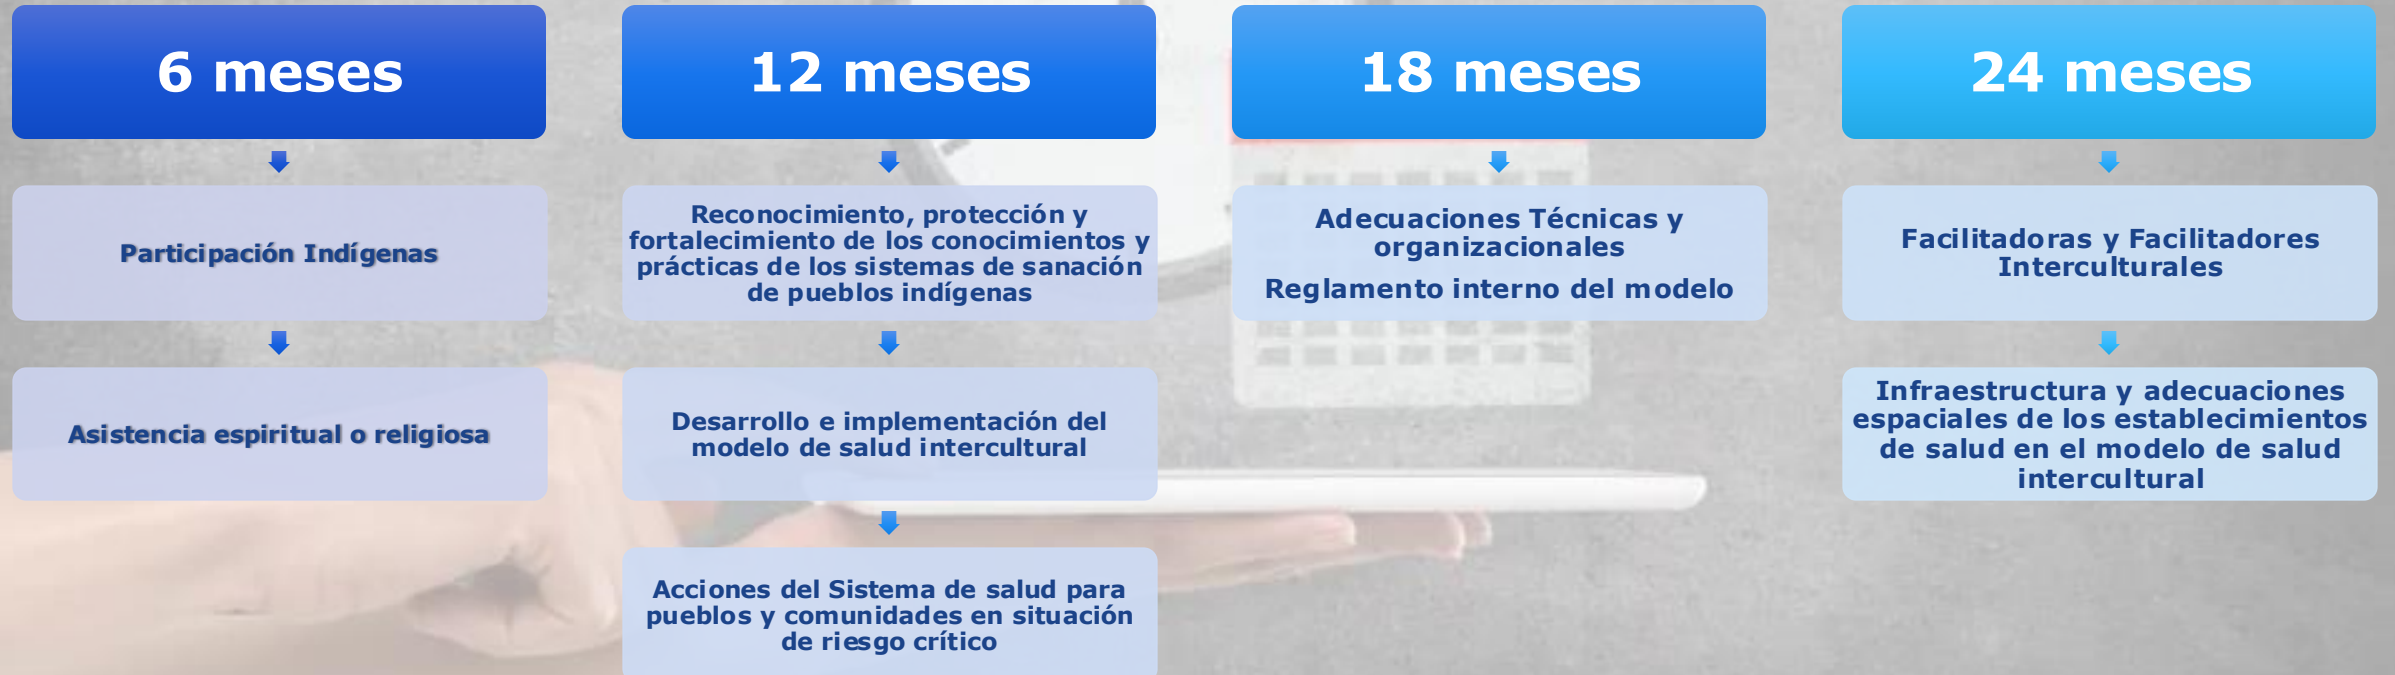 6 meses
Participación Indígenas
Asistencia espiritual o religiosa
12 meses
Reconocimiento, protección y
fortalecimiento de los conocimientos y
prácticas de los sistemas de sanación
de pueblos indígenas
Desarrollo e implementación del
modelo de salud intercultural
Acciones del Sistema de salud para
pueblos y comunidades en situación
de riesgo crítico
18 meses
Adecuaciones Técnicas y
organizacionales
Reglamento interno del modelo
24 meses
Facilitadoras y Facilitadores
Interculturales
Infraestructura y adecuaciones
espaciales de los establecimientos
de salud en el modelo de salud
intercultural